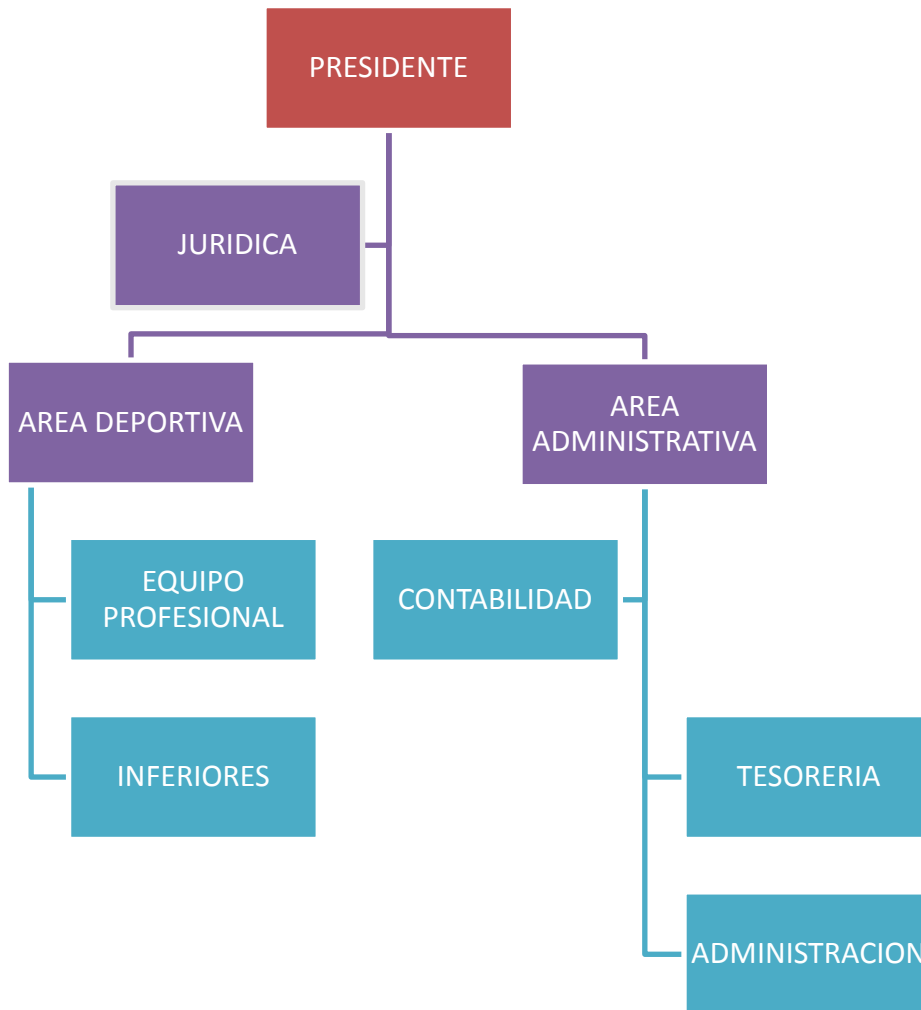 PRESIDENTE
JURIDICA
AREA DEPORTIVA
AREA
ADMINISTRATIVA
EQUIPO
PROFESIONAL
CONTABILIDAD
INFERIORES
TESORERIA
ADMINISTRACION